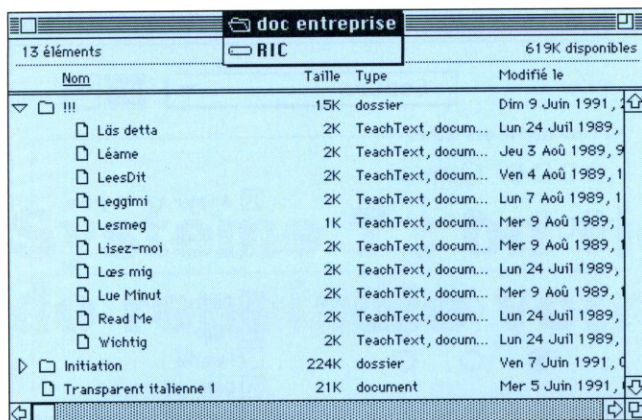 doc entreprise
RIC
13 éléments 619K disponibles
Nom Taille Type Modifié le
!!! 15K dossier Dim 9 Juin 1991,
Läs detta 2K TeachText, docum... Lun 24 Juil 1989,
Léame 2K TeachText, docum... Jeu 3 Aoû 1989, 9
LeesDit 2K TeachText, docum... Ven 4 Aoû 1989, 1
Leggimi 2K TeachText, docum... Lun 7 Aoû 1989, 1
Lesmeg 1K TeachText, docum... Mer 9 Aoû 1989, 1
Lisez-moi 2K TeachText, docum... Mer 9 Aoû 1989, 1
Læs mig 2K TeachText, docum... Lun 24 Juil 1989,
Lue Minut 2K TeachText, docum... Mer 9 Aoû 1989, 1
Read Me 2K TeachText, docum... Lun 24 Juil 1989,
Wichtig 2K TeachText, docum... Lun 24 Juil 1989,
Initiation 224K dossier Ven 7 Juin 1991,
Transparent italienne 1 21K document Mer 5 Juin 1991,